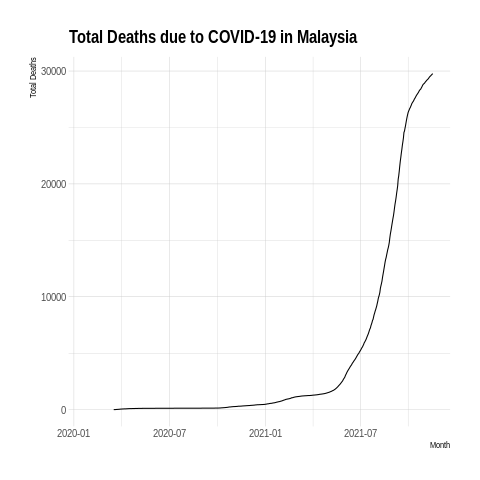 Total Deaths due to COVID-19 in Malaysia
Total Deaths
30000
20000
10000
0
2020-01 2020-07 2021-01 2021-07
Month